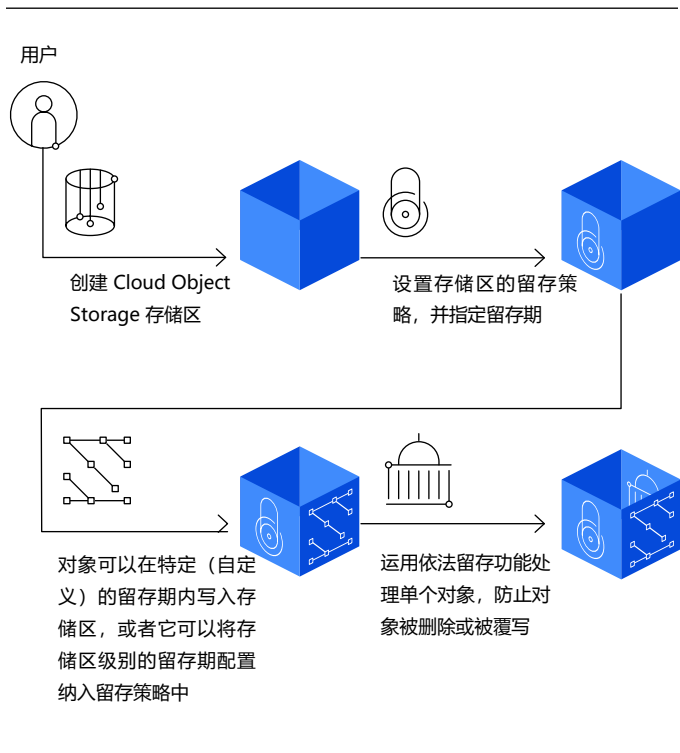 用户
创建 Cloud Object
Storage 存储区
设置存储区的留存策
略，并指定留存期
对象可以在特定（自定
义）的留存期内写入存
储区，或者它可以将存
储区级别的留存期配置
纳入留存策略中
运用依法留存功能处
理单个对象，防止对
象被删除或被覆写